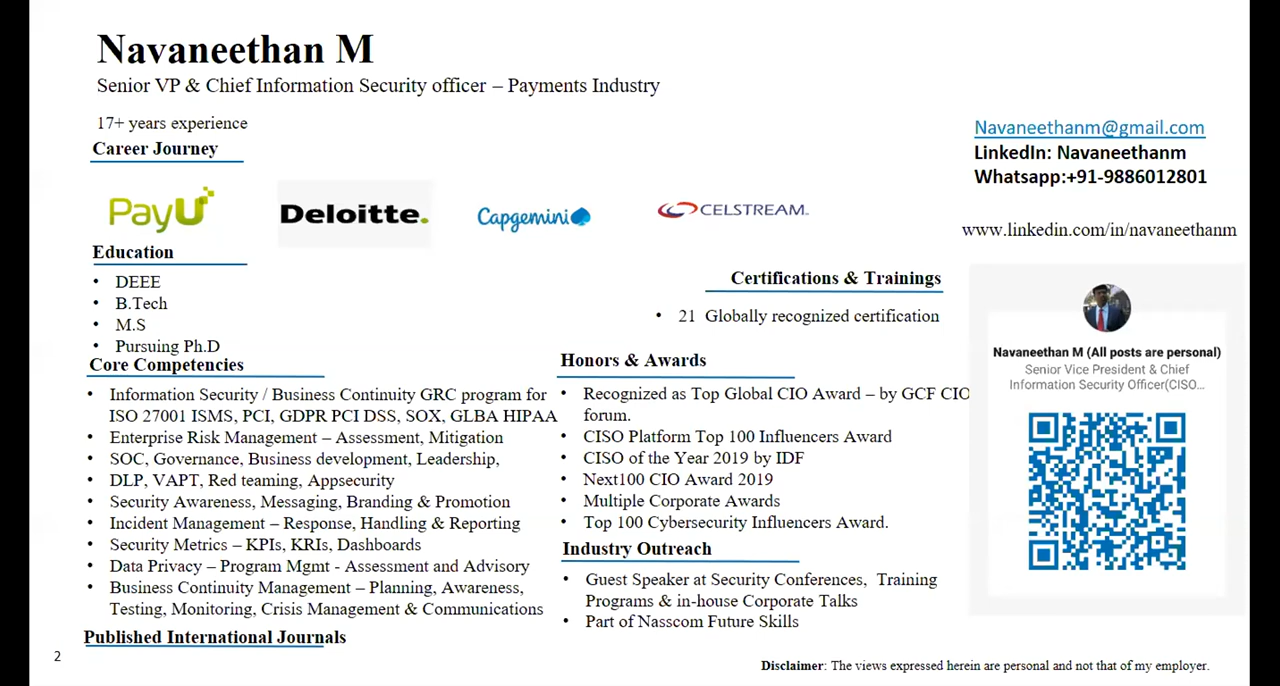 Navaneethan M
Senior VP & Chief Information Security officer – Payments Industry
17+ years experience
Career Journey
PayU
Deloitte.
Capgemini
CELSTREAM
Navaneethanm@gmail.com
LinkedIn: Navaneethanm
Whatsapp:+91-9886012801
www.linkedin.com/in/navaneethanm
Education
• DEEE
• B.Tech
• M.S
• Pursuing Ph.D
Certifications & Trainings
• 21 Globally recognized certification
Core Competencies
• Information Security / Business Continuity GRC program for
ISO 27001 ISMS, PCI, GDPR PCI DSS, SOX, GLBA HIPAA
• Enterprise Risk Management – Assessment, Mitigation
• SOC, Governance, Business development, Leadership,
• DLP, VAPT, Red teaming, Appsecurity
• Security Awareness, Messaging, Branding & Promotion
• Incident Management – Response, Handling & Reporting
• Security Metrics – KPIs, KRIs, Dashboards
• Data Privacy – Program Mgmt - Assessment and Advisory
• Business Continuity Management – Planning, Awareness,
Testing, Monitoring, Crisis Management & Communications
Published International Journals
Honors & Awards
• Recognized as Top Global CIO Award – by GCF CIO
forum.
• CISO Platform Top 100 Influencers Award
• CISO of the Year 2019 by IDF
• Next100 CIO Award 2019
• Multiple Corporate Awards
• Top 100 Cybersecurity Influencers Award.
Industry Outreach
• Guest Speaker at Security Conferences, Training
Programs & in-house Corporate Talks
• Part of Nasscom Future Skills
Navaneethan M (All posts are personal)
Senior Vice President & Chief
Information Security Officer(CISO...
2
Disclaimer: The views expressed herein are personal and not that of my employer.